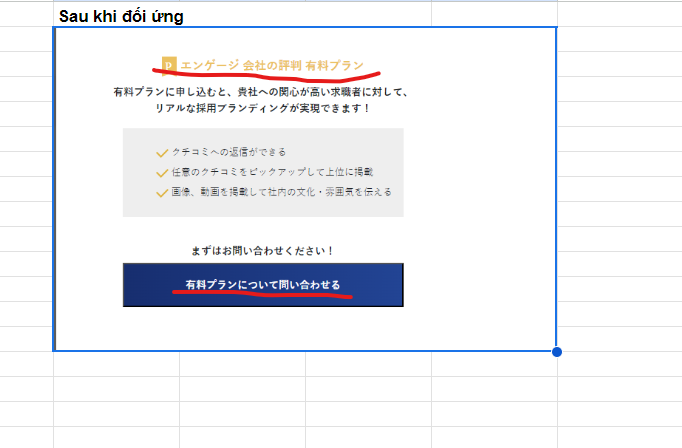 Sau khi đối ứng
P エンゲージ 会社の評判 有料プラン
有料プランに申し込むと、貴社への関心が高い求職者に対して、
リアルな採用ブランディングが実現できます！
クチコミへの返信ができる
任意のクチコミをピックアップして上位に掲載
画像、動画を掲載して社内の文化・雰囲気を伝える
まずはお問い合わせください！
有料プランについて問い合わせる